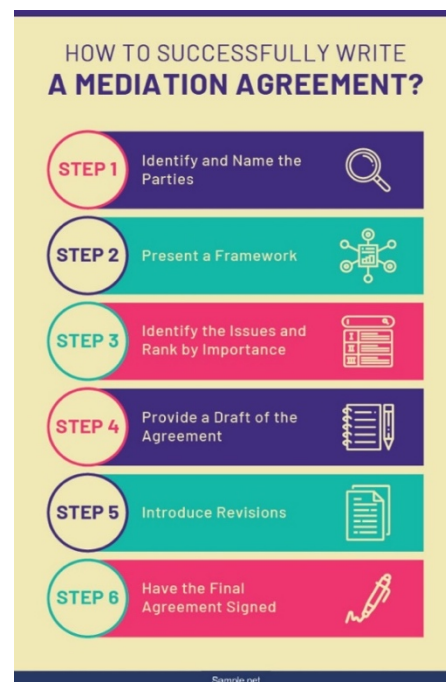 HOW TO SUCCESSFULLY WRITE
A MEDIATION AGREEMENT?
STEP 1
Identify and Name the
Parties
STEP 2
Present a Framework
STEP 3
Identify the Issues and
Rank by Importance
STEP 4
Provide a Draft of the
Agreement
STEP 5
Introduce Revisions
STEP 6
Have the Final
Agreement Signed
Sample.net